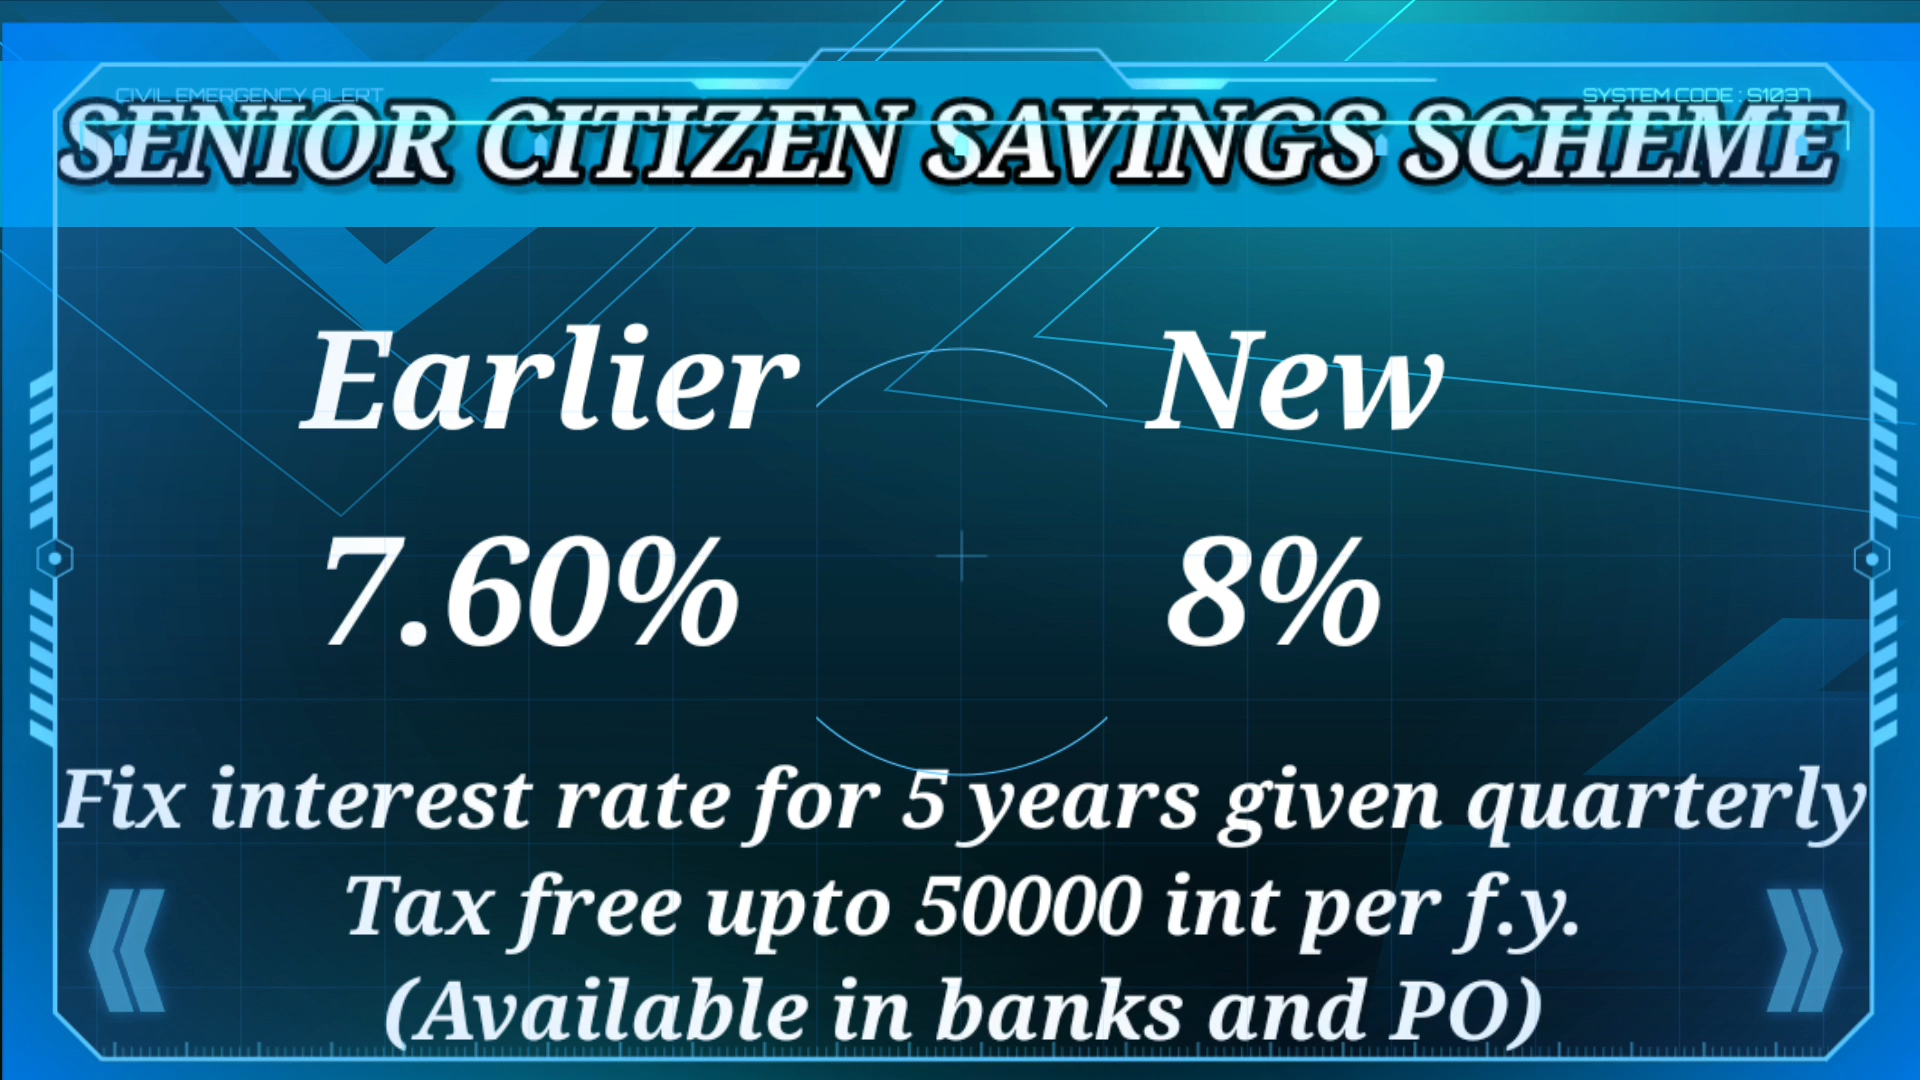 CIVIL EMERGENCY ALERT
SYSTEM CODE : S1037
SENIOR CITIZEN SAVINGS SCHEME
Earlier New
7.60% 8%
Fix interest rate for 5 years given quarterly
Tax free upto 50000 int per f.y.
(Available in banks and PO)